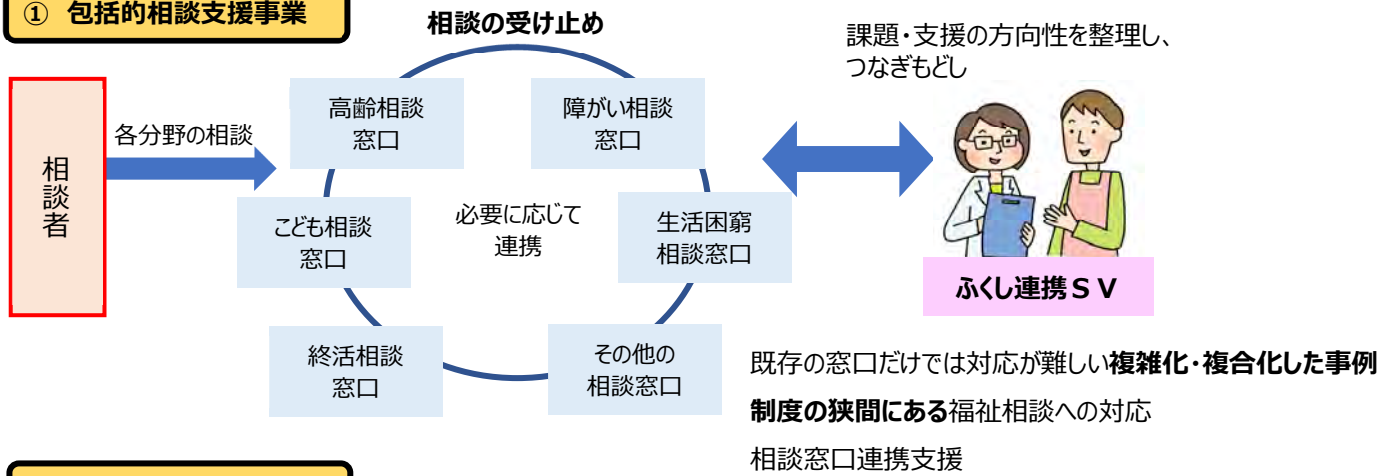 ① 包括的相談支援事業
相談の受け止め
課題・支援の方向性を整理し、
つなぎもどし
相談者
各分野の相談
高齢相談
窓口
障がい相談
窓口
こども相談
窓口
必要に応じて
連携
生活困窮
相談窓口
終活相談
窓口
その他の
相談窓口
ふくし連携ＳＶ
既存の窓口だけでは対応が難しい複雑化・複合化した事例
制度の狭間にある福祉相談への対応
相談窓口連携支援